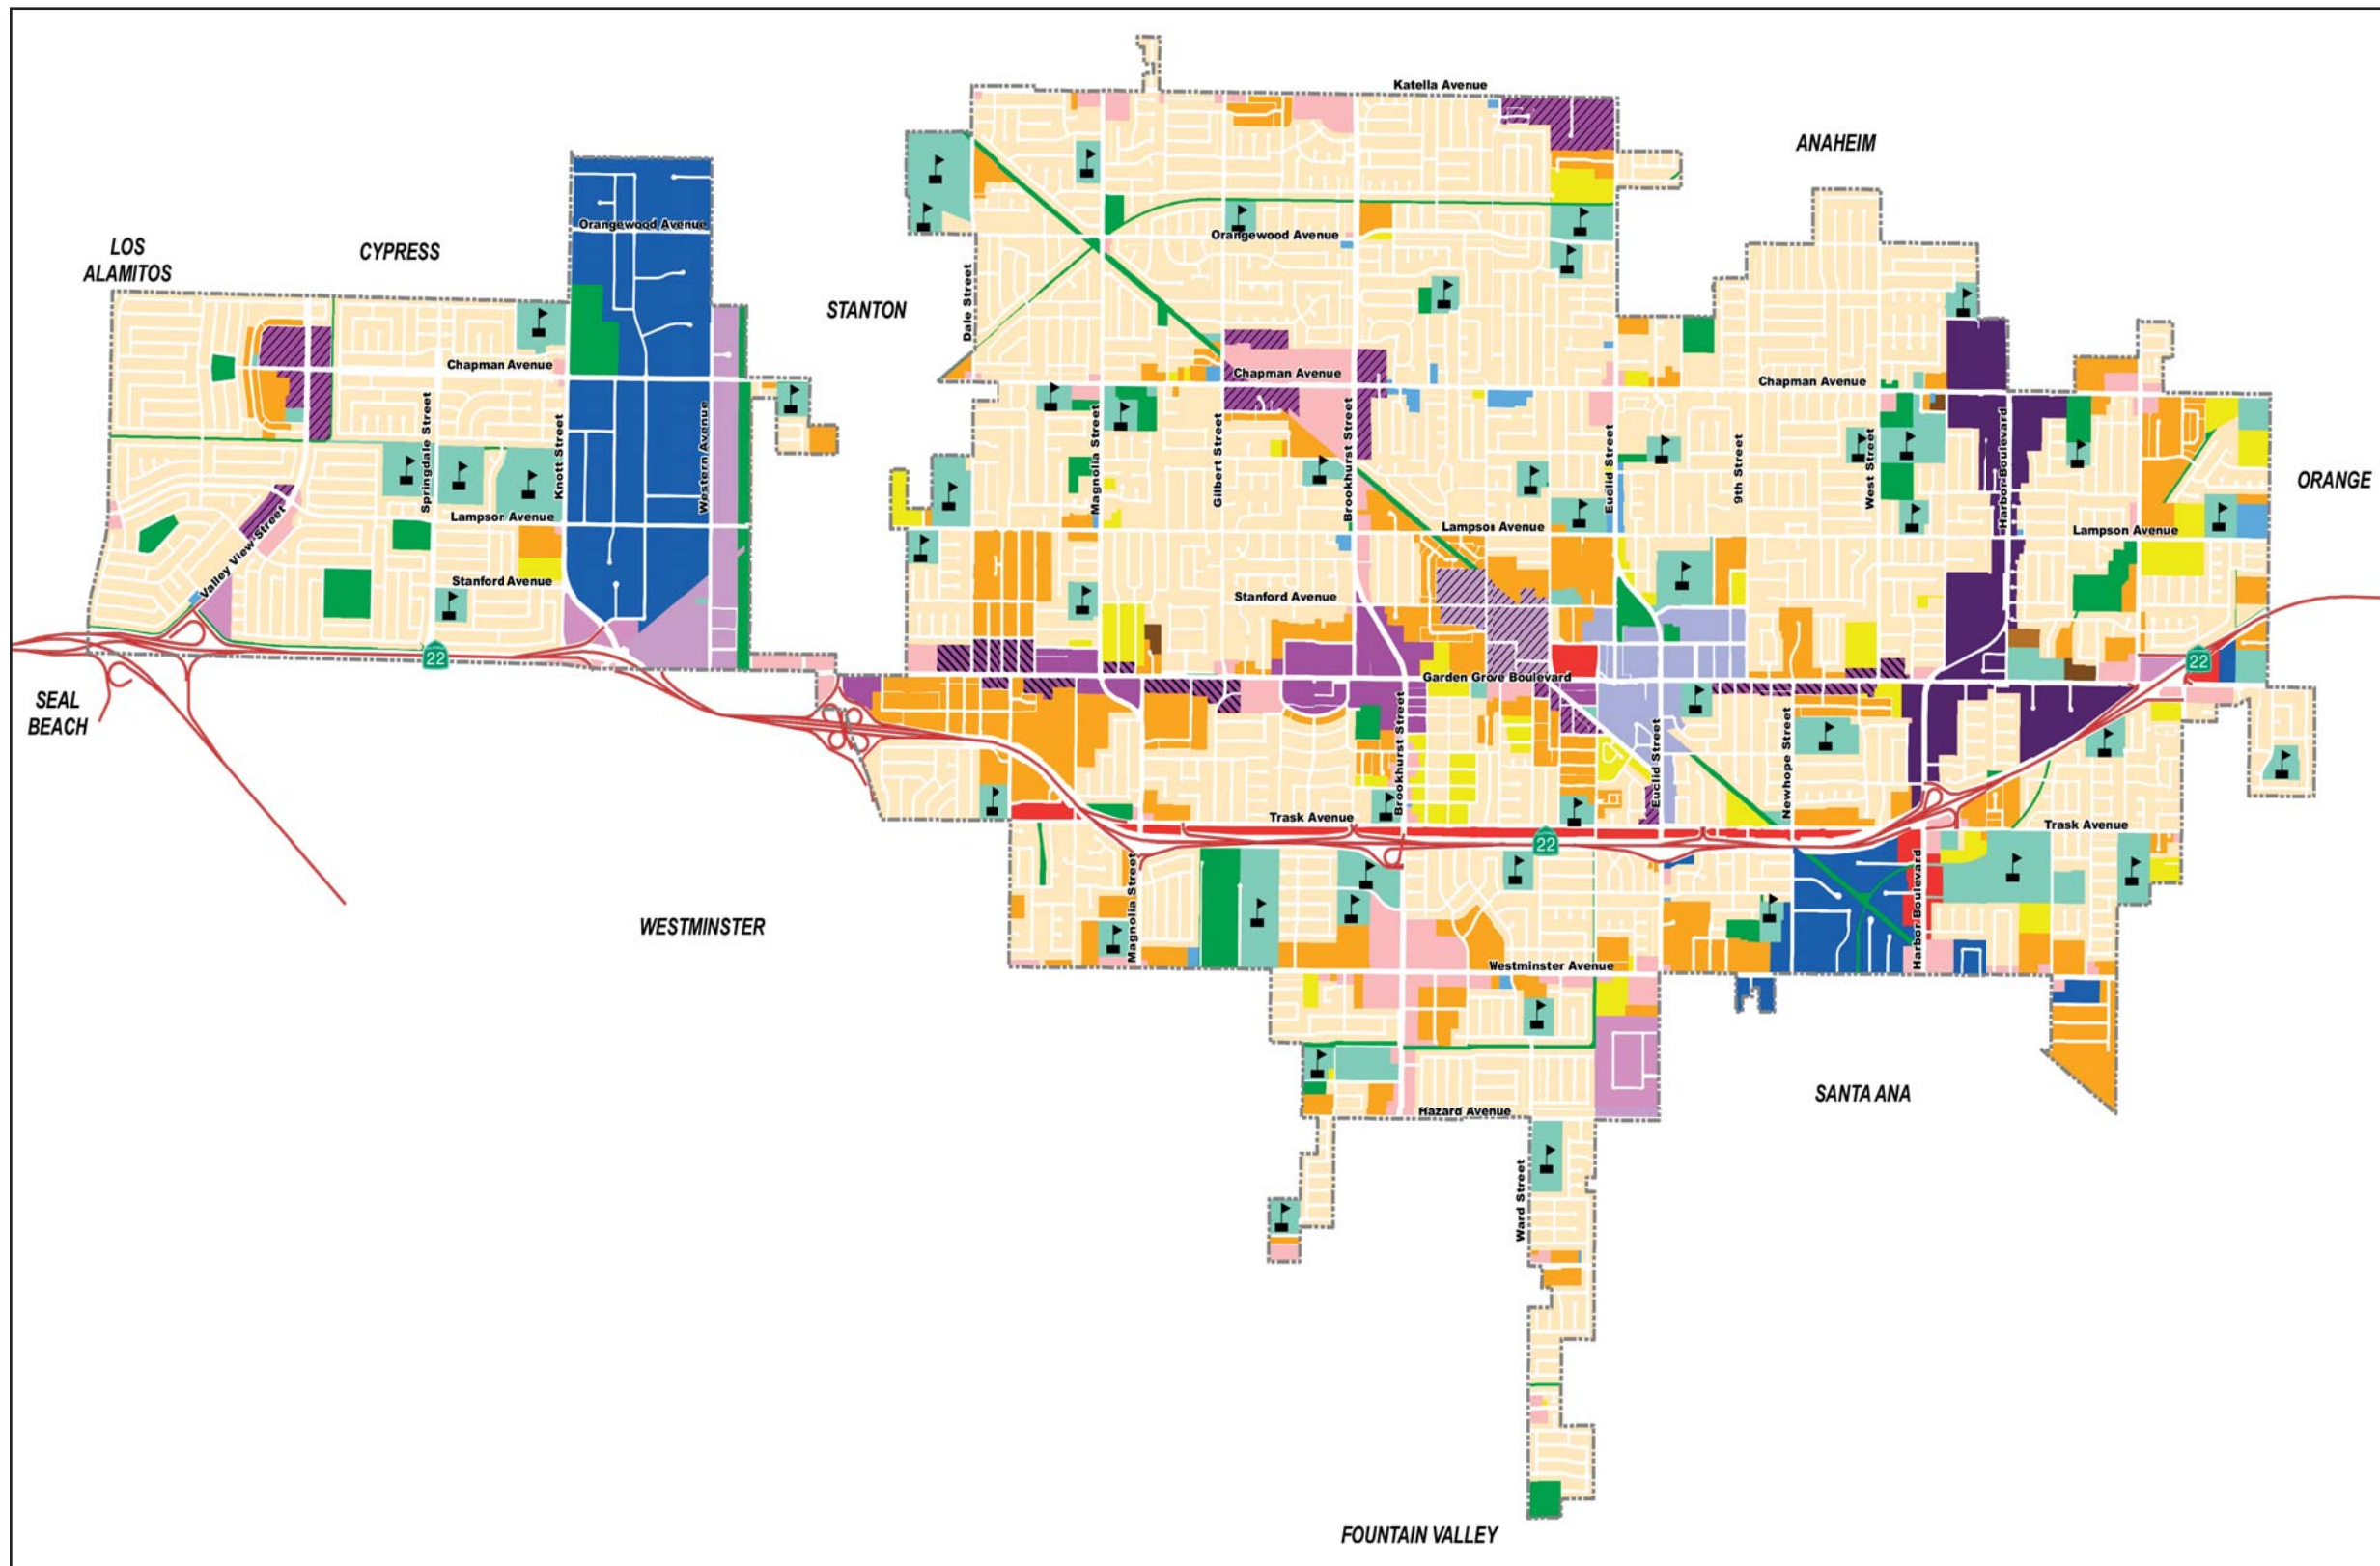 Katella Avenue
ANAHEIM
Orangewood Avenue
Orangewood Avenue
LOS
ALAMITOS
CYPRESS
STANTON
Dale Street
Chapman Avenue
Chapman Avenue
Chapman Avenue
Springdale Street
Knott Street
Western Avenue
Magnolia Street
Gilbert Street
Brookhurst Street
Euclid Street
9th Street
West Street
Harbor Boulevard
ORANGE
Lampson Avenue
Lampson Avenue
Lampson Avenue
Valley View Street
Stanford Avenue
Stanford Avenue
22
22
Garden Grove Boulevard
SEAL
BEACH
Brookhurst Street
Euclid Street
Newhope Street
Trask Avenue
Trask Avenue
22
Magnolia Street
Harbor Boulevard
WESTMINSTER
Westminster Avenue
SANTA ANA
Hazard Avenue
Ward Street
FOUNTAIN VALLEY